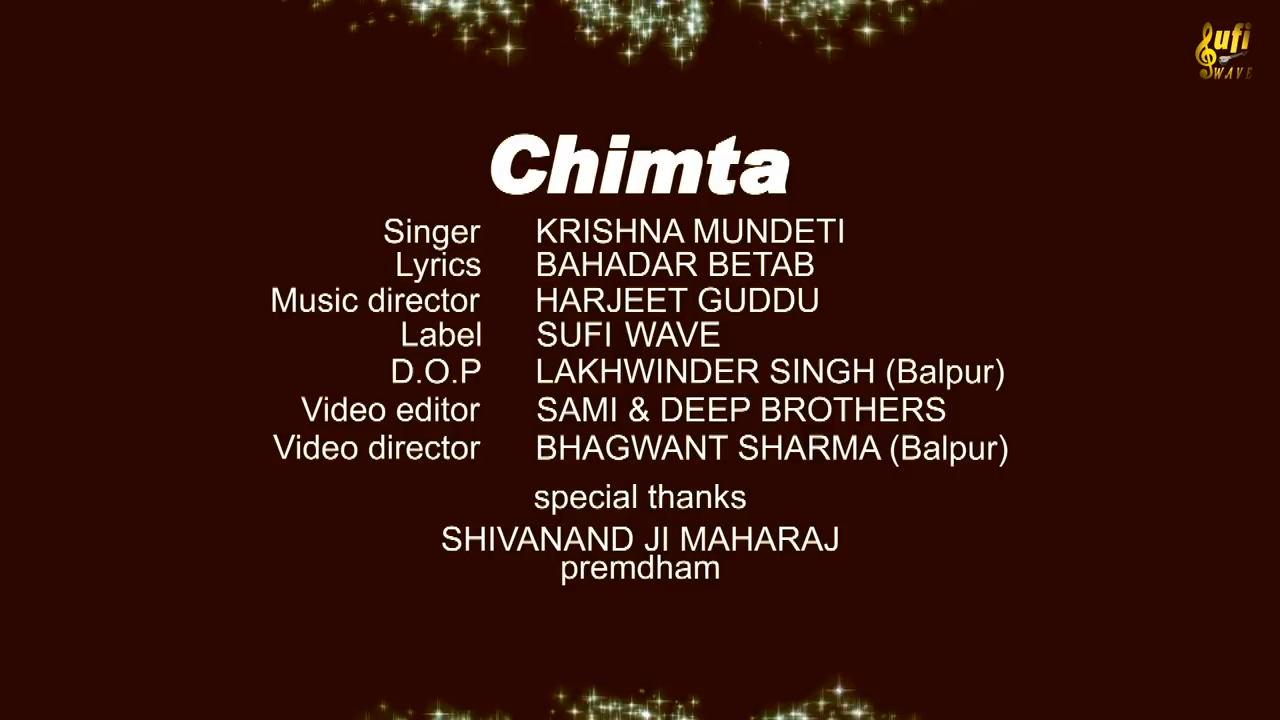 Sufi
WAVE
Chimta
Singer KRISHNA MUNDETI
Lyrics BAHADAR BETAB
Music director HARJEET GUDDU
Label SUFI WAVE
D.O.P LAKHWINDER SINGH (Balpur)
Video editor SAMI & DEEP BROTHERS
Video director BHAGWANT SHARMA (Balpur)
special thanks
SHIVANAND JI MAHARAJ
premdham